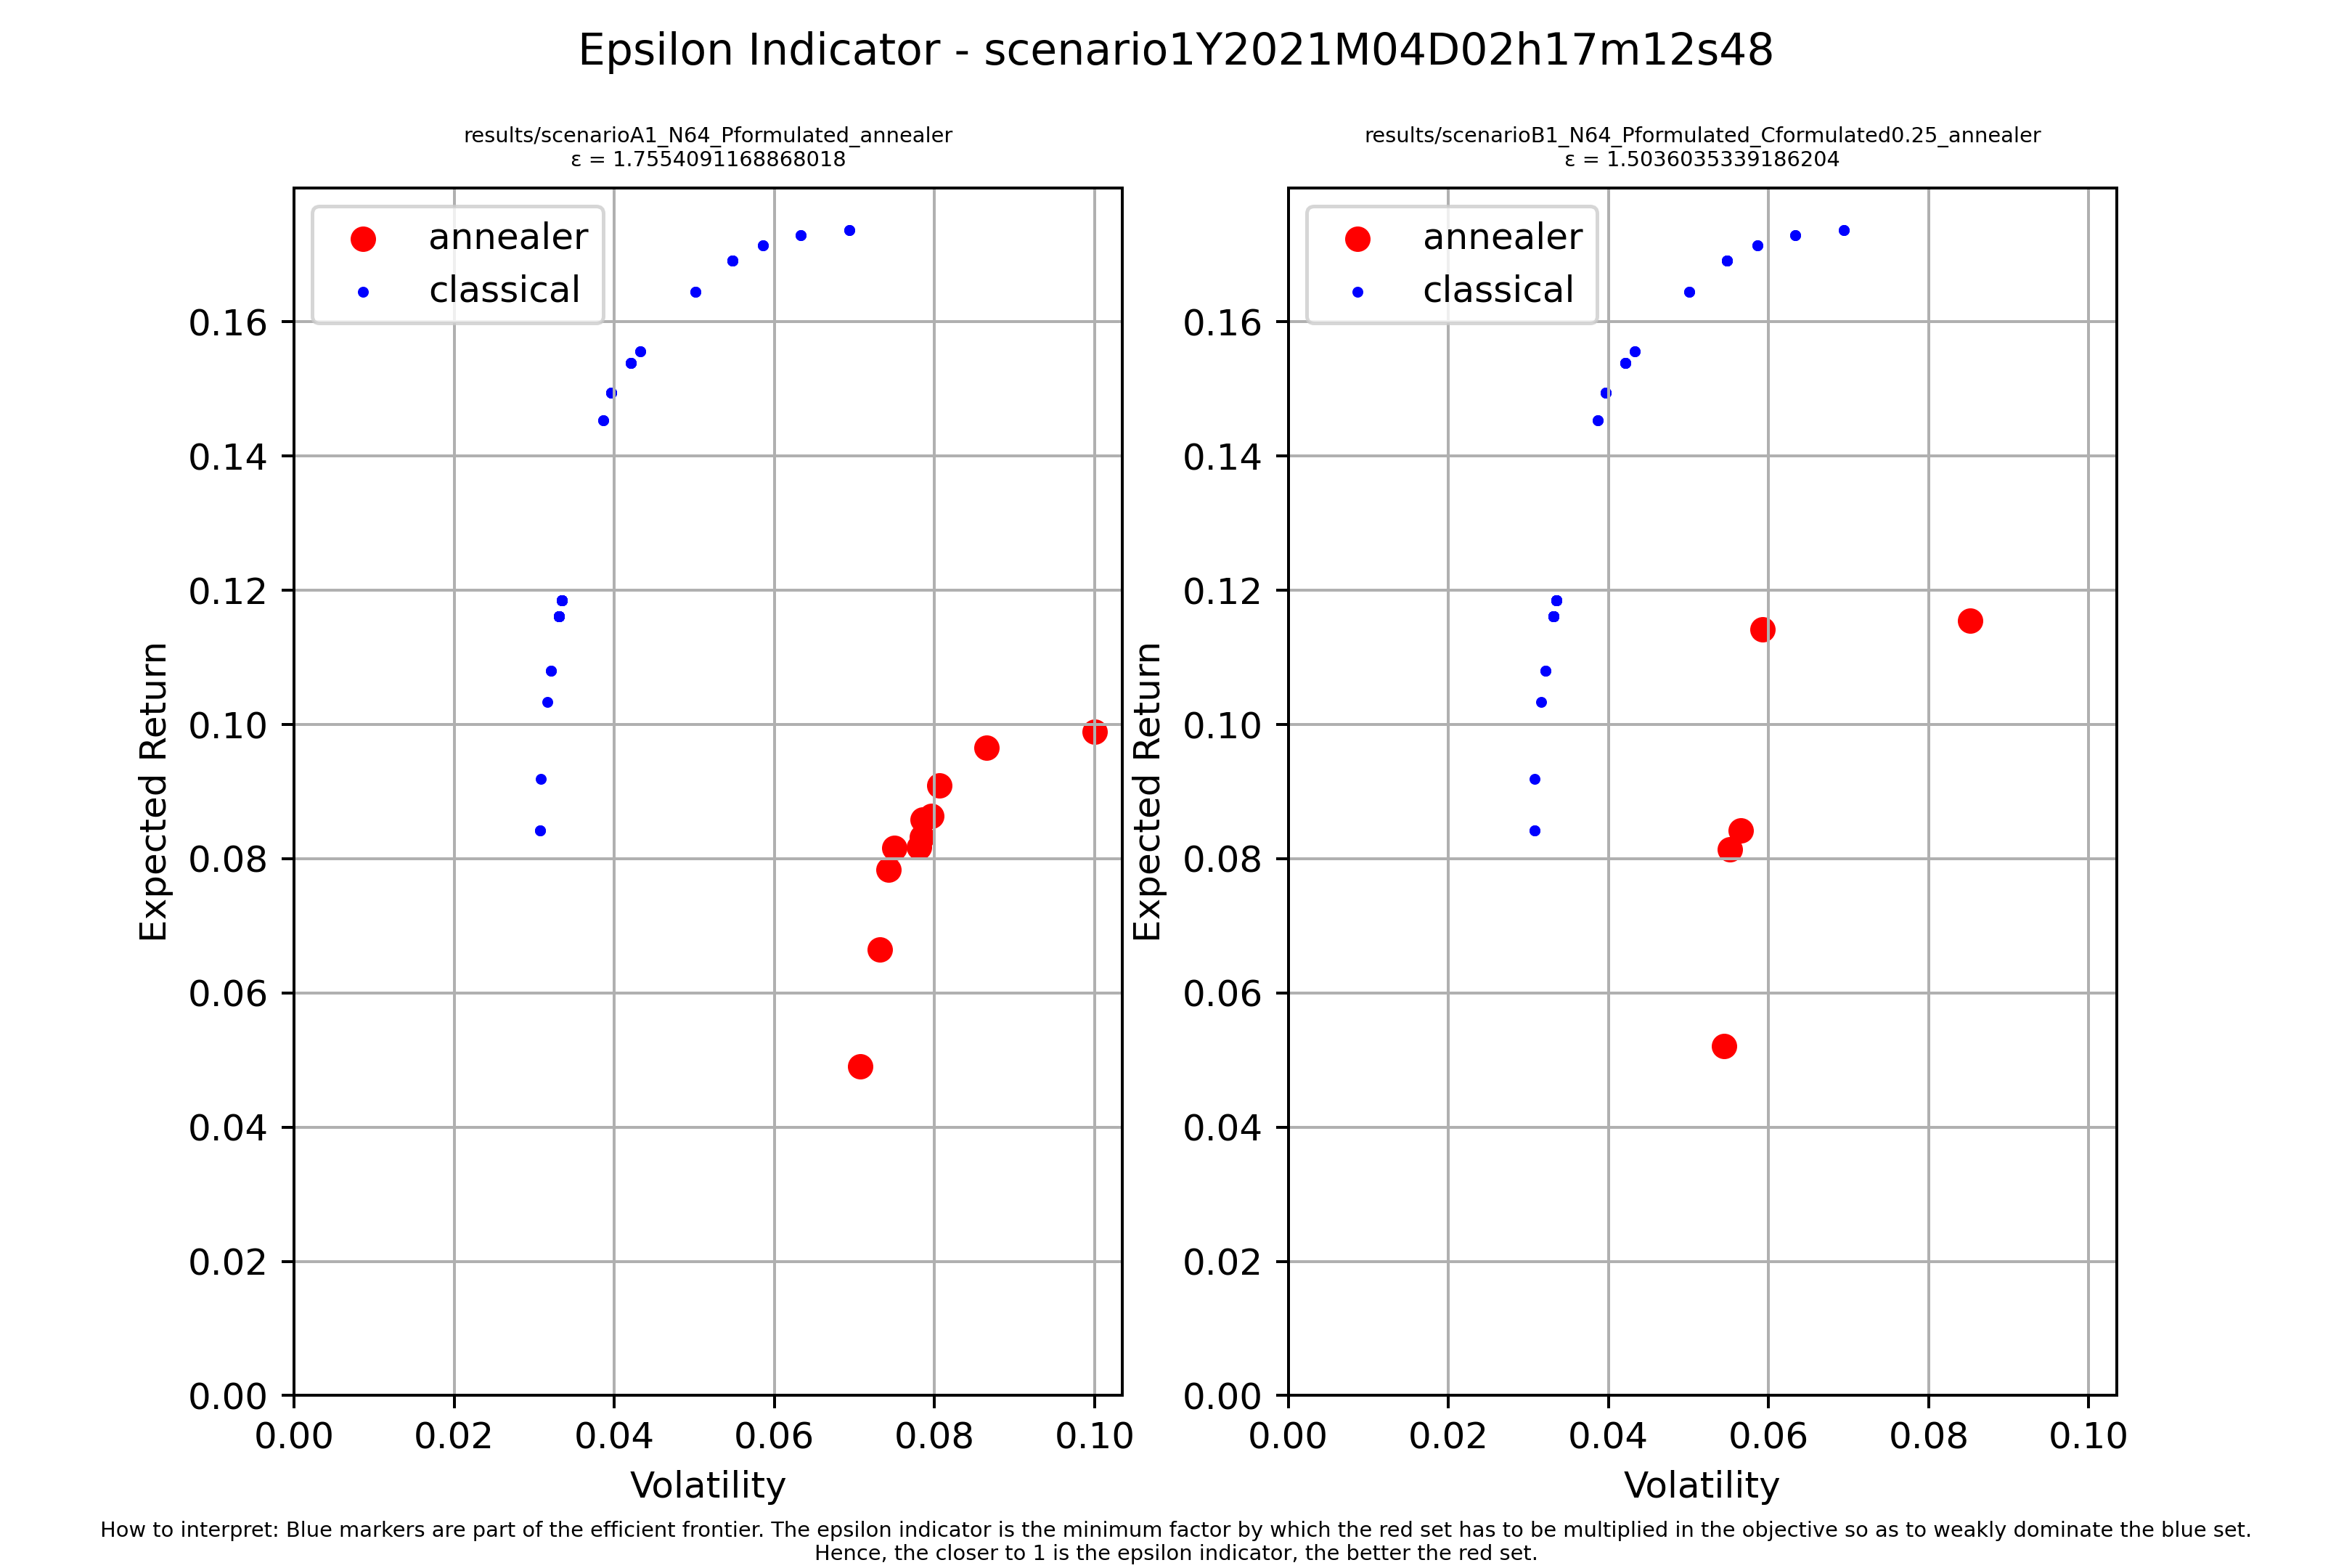 Epsilon Indicator - scenario1Y2021M04D02h17m12s48
results/scenarioA1_N64_Pformulated_annealer
ε = 1.7554091168868018
annealer
classical
0.16
0.14
0.12
0.10
0.08
0.06
0.04
0.02
0.00
Expected Return
0.00 0.02 0.04 0.06 0.08 0.10
Volatility
results/scenarioB1_N64_Pformulated_Cformulated0.25_annealer
ε = 1.5036035339186204
annealer
classical
0.16
0.14
0.12
0.10
0.08
0.06
0.04
0.02
0.00
Expected Return
0.00 0.02 0.04 0.06 0.08 0.10
Volatility
How to interpret: Blue markers are part of the efficient frontier. The epsilon indicator is the minimum factor by which the red set has to be multiplied in the objective so as to weakly dominate the blue set.
Hence, the closer to 1 is the epsilon indicator, the better the red set.